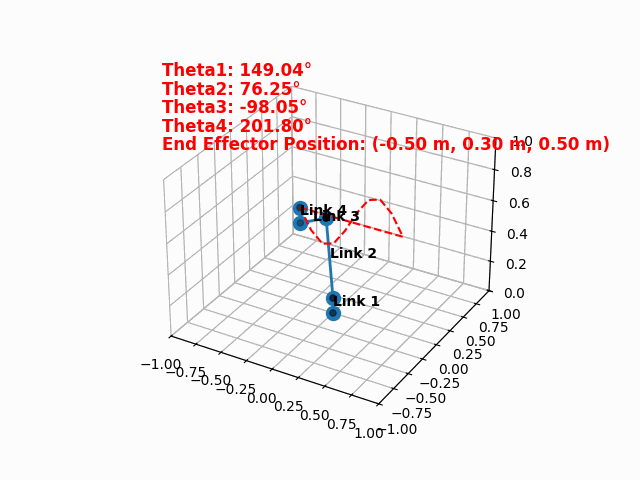 Theta1: 149.04°
Theta2: 76.25°
Theta3: -98.05°
Theta4: 201.80°
End Effector Position: (-0.50 m, 0.30 m, 0.50 m)
Link 4
Link 3
Link 2
Link 1
1.0
0.8
0.6
0.4
0.2
0.0
1.00
0.75
0.50
0.25
0.00
−0.25
−0.50
−0.75
−1.00
−1.00
−0.75
−0.50
−0.25
0.00
0.25
0.50
0.75
1.00